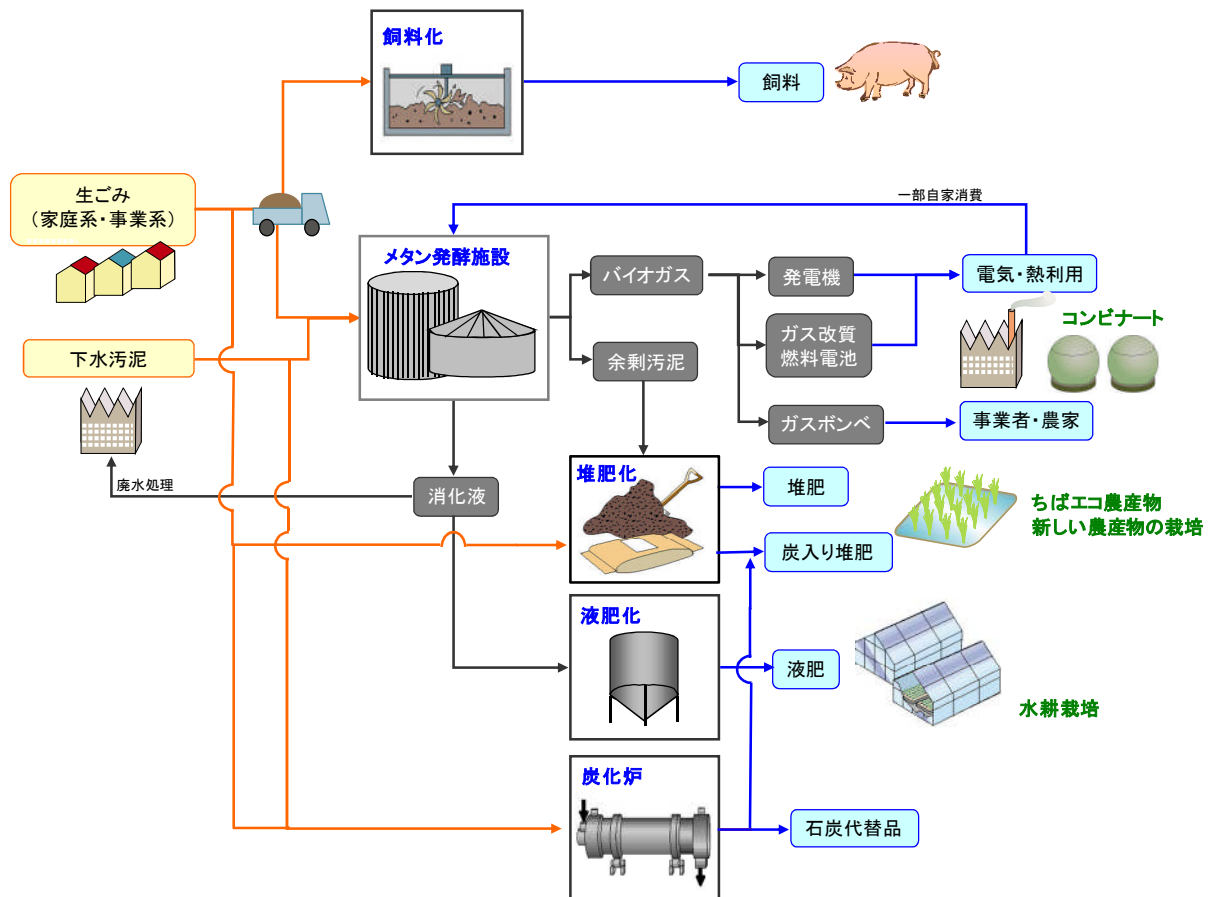 飼料化
飼料
生ごみ
（家庭系・事業系）
一部自家消費
メタン発酵施設
バイオガス
発電機
電気・熱利用
コンビナート
ガス改質
燃料電池
下水汚泥
余剰汚泥
ガスボンベ
事業者・農家
堆肥化
堆肥
廃水処理
消化液
ちばエコ農産物
新しい農産物の栽培
炭入り堆肥
液肥化
液肥
水耕栽培
炭化炉
石炭代替品